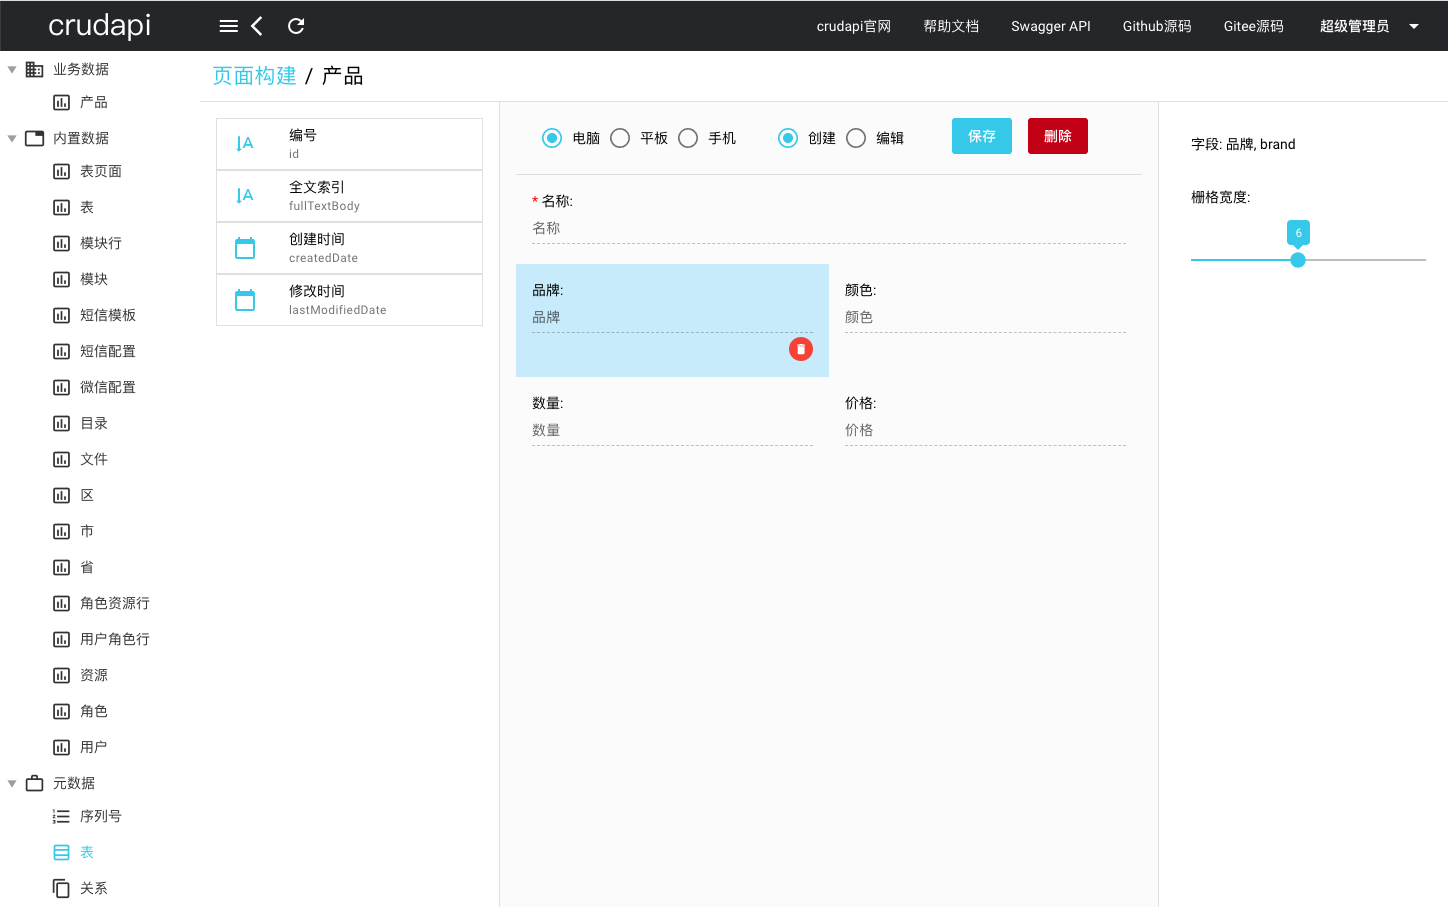 crudapi
crudapi官网 帮助文档 Swagger API Github源码 Gitee源码 超级管理员
业务数据
产品
内置数据
表页面
表
模块行
模块
短信模板
短信配置
微信配置
目录
文件
区
市
省
角色资源行
用户角色行
资源
角色
用户
元数据
序列号
表
关系
页面构建 / 产品
编号
id
全文索引
fullTextBody
创建时间
createdDate
修改时间
lastModifiedDate
电脑 平板 手机 创建 编辑 保存 删除
* 名称:
名称
品牌: 颜色:
品牌 颜色
数量: 价格:
数量 价格
字段: 品牌, brand
栅格宽度:
6